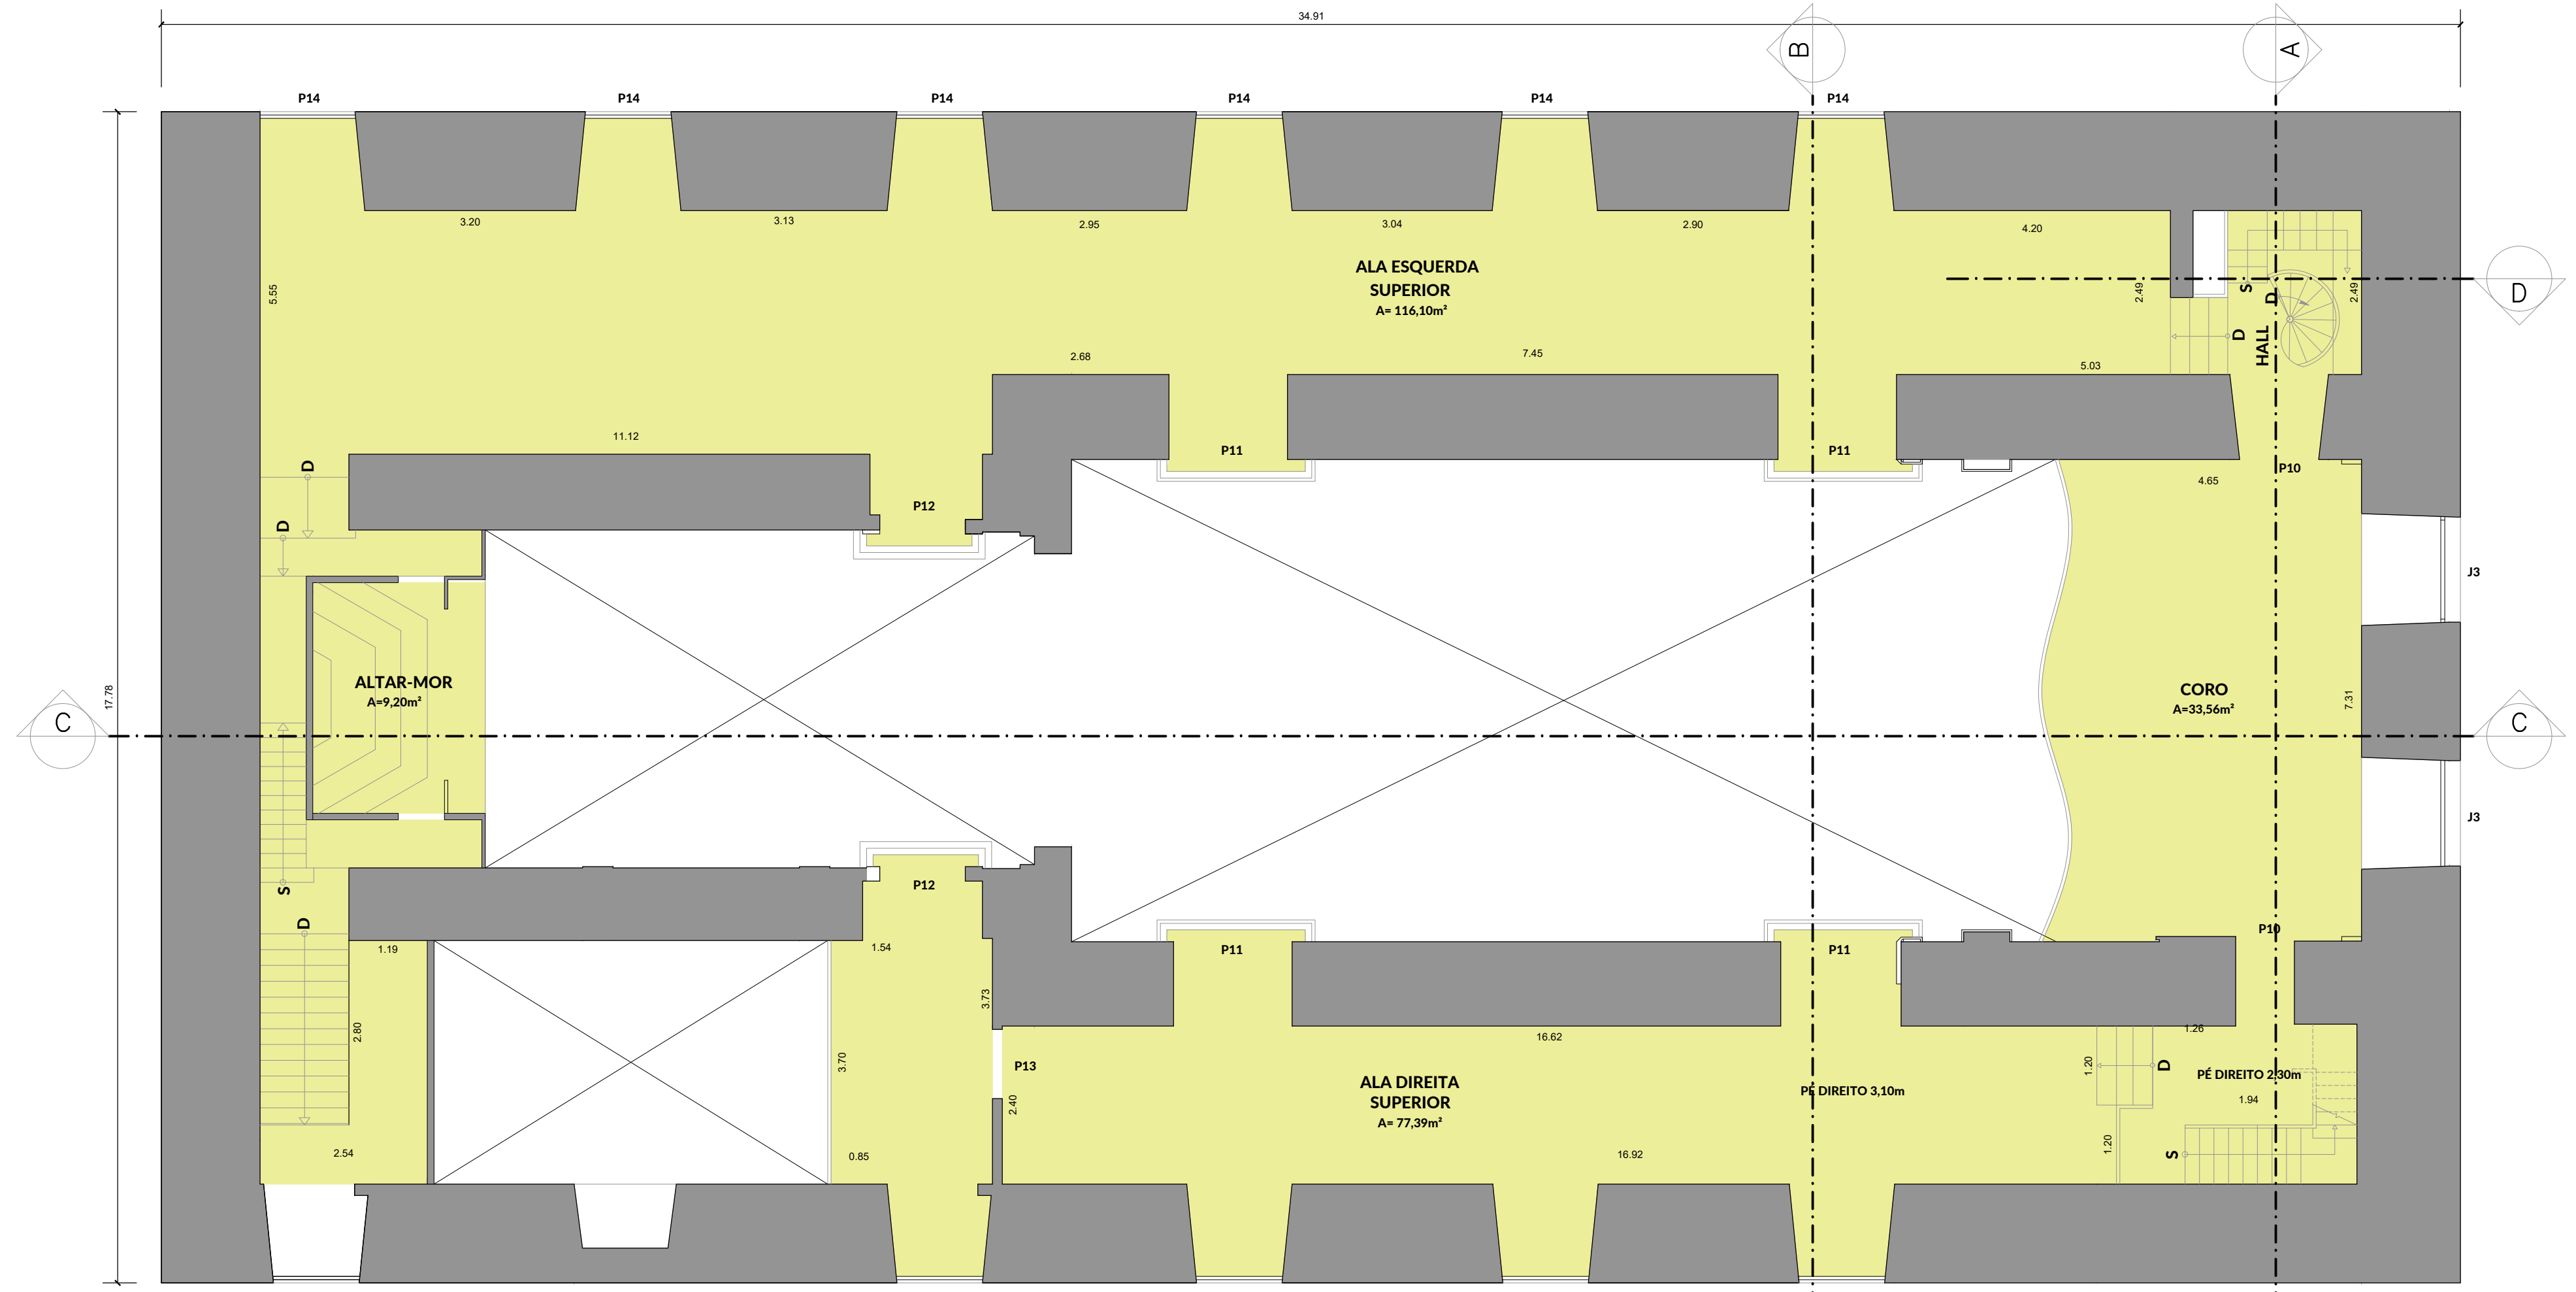 34.91
B
A
P14
P14
P14
P14
P14
P14
3.20
3.13
2.95
3.04
2.90
4.20
ALA ESQUERDA
SUPERIOR
A= 116,10m²
5.55
2.49
S
D
2.49
D
D
HALL
2.68
7.45
5.03
11.12
P11
P11
P10
4.65
D
D
P12
J3
ALTAR-MOR
A=9,20m²
CORO
A=33,56m²
7.31
17.78
C
C
J3
S
P12
D
1.19
1.54
P11
P11
P10
3.73
2.80
3.70
16.62
1.26
P13
2.40
ALA DIREITA
SUPERIOR
A= 77,39m²
PÉ DIREITO 3,10m
1.20
D
PÉ DIREITO 2,30m
1.94
2.54
0.85
16.92
1.20
S